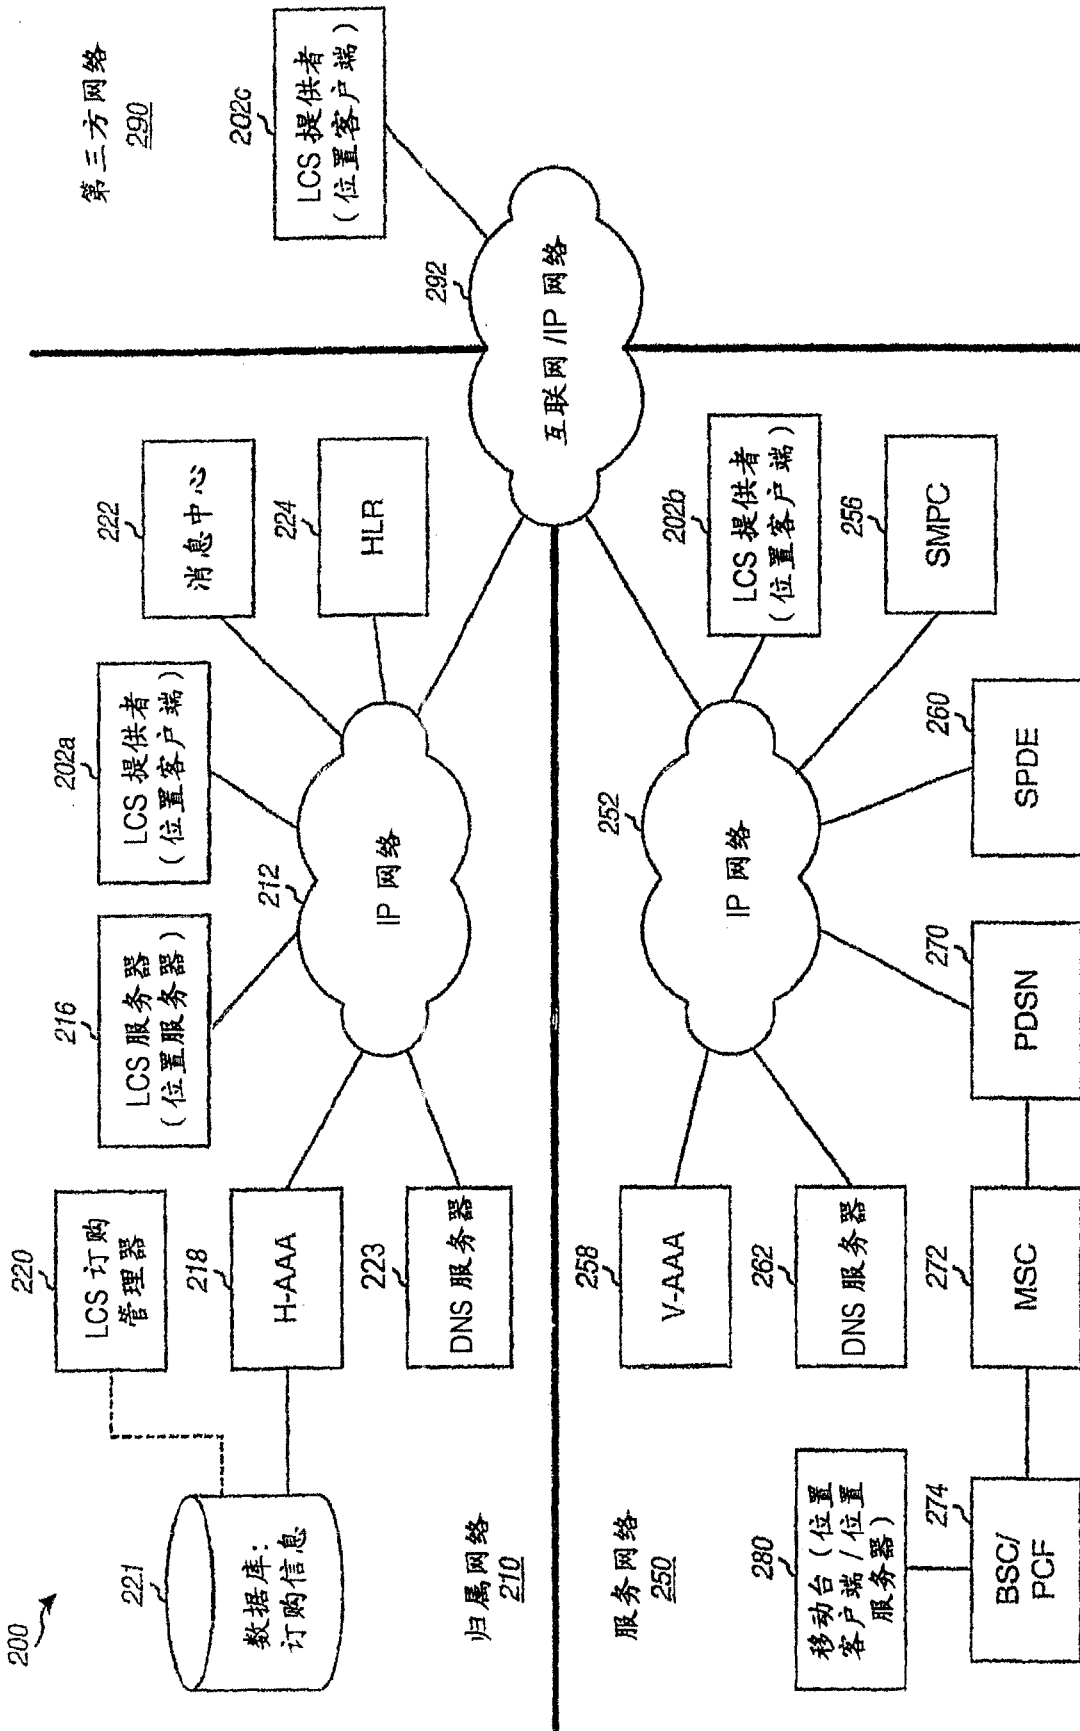 200
220
LCS 订购
管理器
216
LCS 服务器
(位置服务器)
202a
LCS 提供者
(位置客户端)
222
消息中心
第三方网络
290
221
数据库:
订购信息
218
H-AAA
212
IP 网络
224
HLR
202c
LCS 提供者
(位置客户端)
223
DNS 服务器
归属网络
210
292
互联网/IP 网络
服务网络
250
258
V-AAA
252
IP 网络
202b
LCS 提供者
(位置客户端)
262
DNS 服务器
256
SMPC
280
移动台(位置
客户端/位置
服务器)
274
BSC/
PCF
272
MSC
270
PDSN
260
SPDE